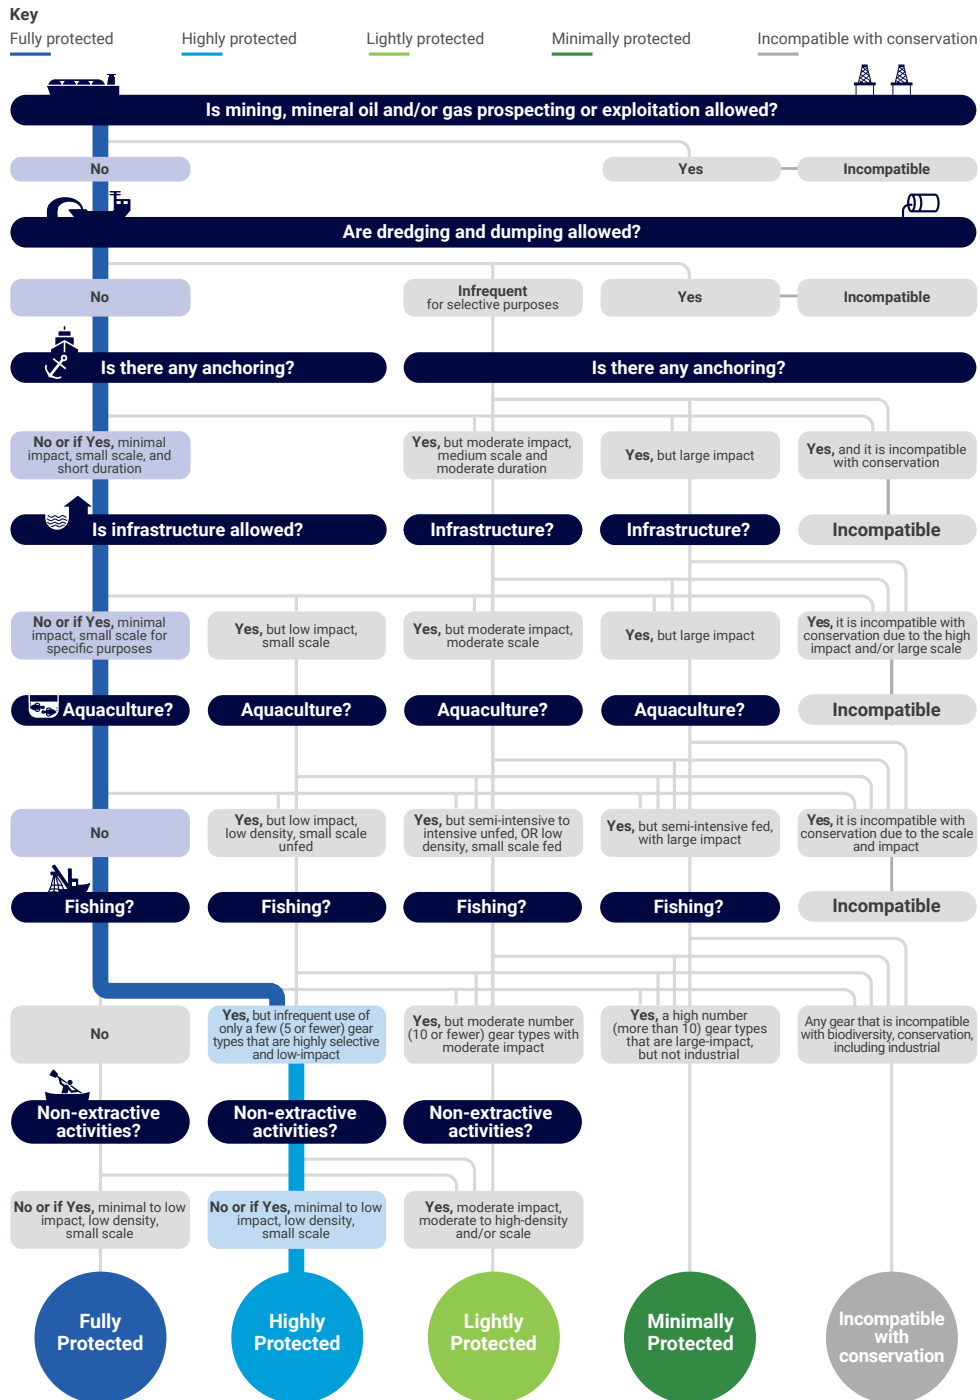 Key
Fully protected
Highly protected
Lightly protected
Minimally protected
Incompatible with conservation
Is mining, mineral oil and/or gas prospecting or exploitation allowed?
No
Yes
Incompatible
Are dredging and dumping allowed?
No
Infrequent
for selective purposes
Yes
Incompatible
Is there any anchoring?
Is there any anchoring?
No or if Yes, minimal
impact, small scale, and
short duration
Yes, but moderate impact,
medium scale and
moderate duration
Yes, but large impact
Yes, and it is incompatible
with conservation
Is infrastructure allowed?
Infrastructure?
Infrastructure?
Incompatible
No or if Yes, minimal
impact, small scale for
specific purposes
Yes, but low impact,
small scale
Yes, but moderate impact,
moderate scale
Yes, but large impact
Yes, it is incompatible with
conservation due to the high
impact and/or large scale
Aquaculture?
Aquaculture?
Aquaculture?
Aquaculture?
Incompatible
No
Yes, but low impact,
low density, small scale
unfed
Yes, but semi-intensive to
intensive unfed, OR low
density, small scale fed
Yes, but semi-intensive fed,
with large impact
Yes, it is incompatible with
conservation due to the scale
and impact
Fishing?
Fishing?
Fishing?
Fishing?
Incompatible
No
Yes, but infrequent use of
only a few (5 or fewer) gear
types that are highly selective
and low-impact
Yes, but moderate number
(10 or fewer) gear types with
moderate impact
Yes, a high number
(more than 10) gear types
that are large-impact,
but not industrial
Any gear that is incompatible
with biodiversity, conservation,
including industrial
Non-extractive
activities?
Non-extractive
activities?
Non-extractive
activities?
No or if Yes, minimal to low
impact, low density,
small scale
No or if Yes, minimal to low
impact, low density,
small scale
Yes, moderate impact,
moderate to high-density
and/or scale
Fully
Protected
Highly
Protected
Lightly
Protected
Minimally
Protected
Incompatible
with
conservation